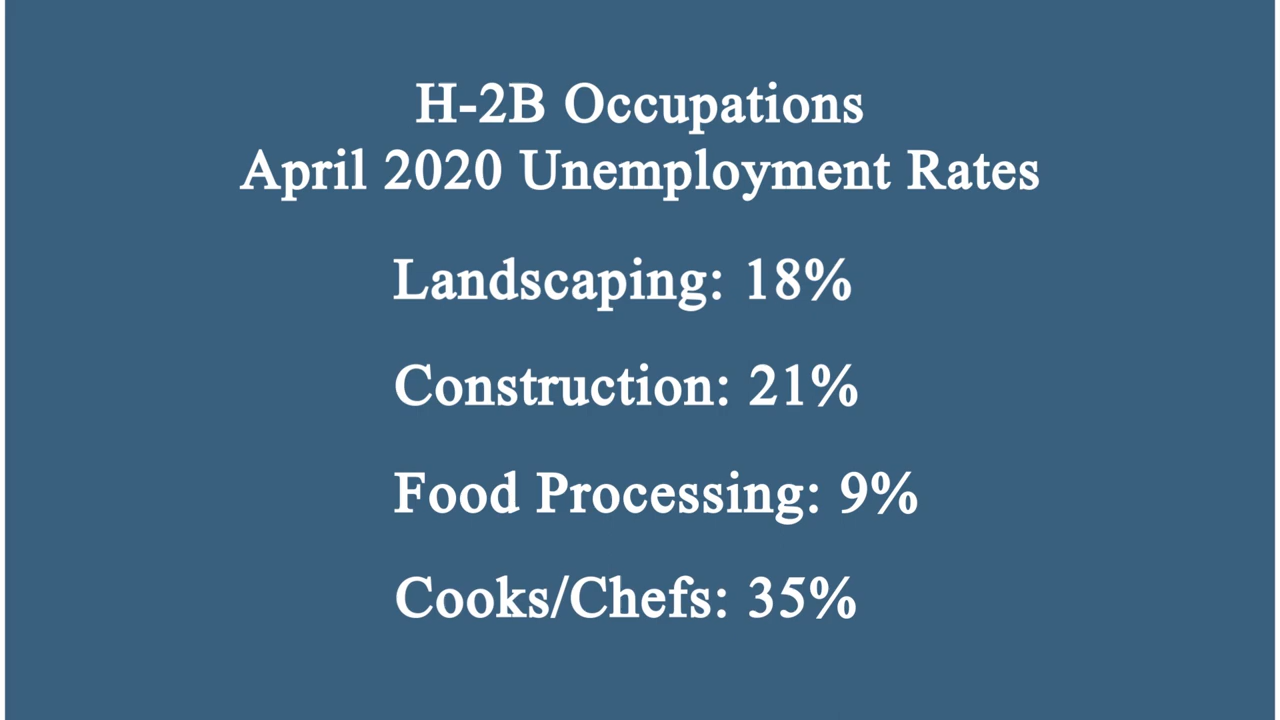 H-2B Occupations
April 2020 Unemployment Rates
Landscaping: 18%
Construction: 21%
Food Processing: 9%
Cooks/Chefs: 35%